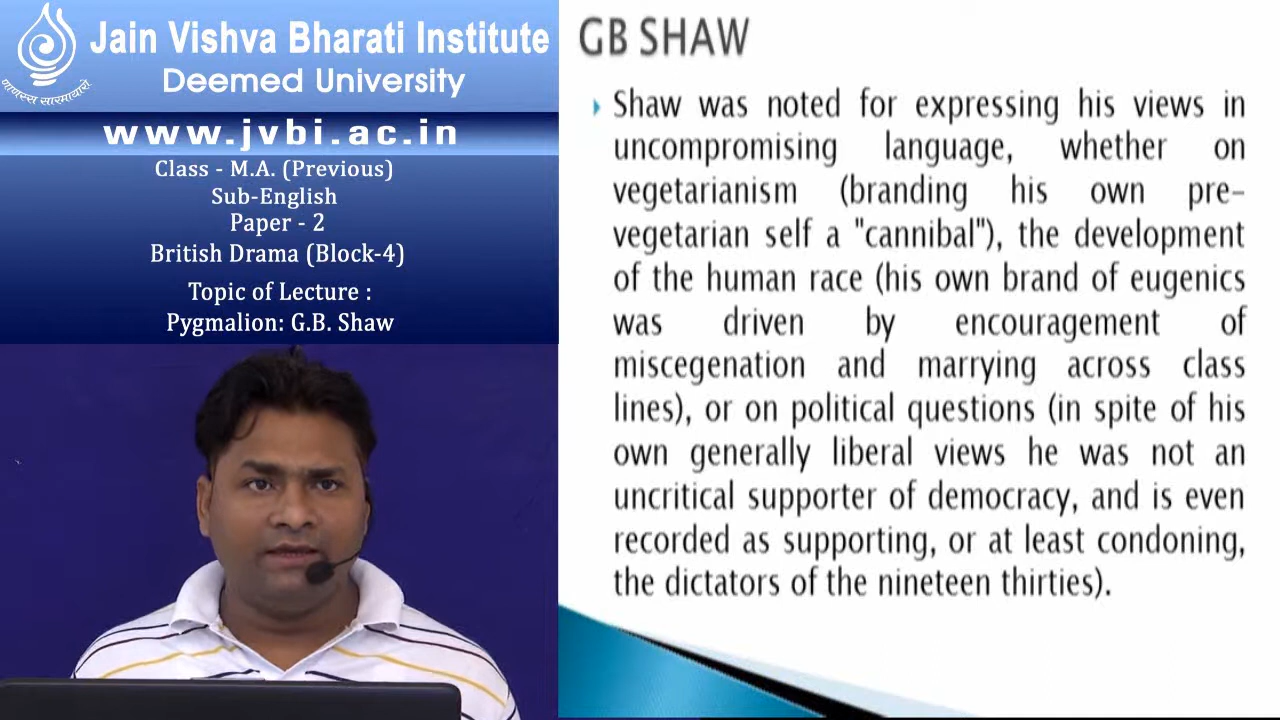 Jain Vishva Bharati Institute
Deemed University
णाणस्स सारमायारो
www.jvbi.ac.in
Class - M.A. (Previous)
Sub-English
Paper - 2
British Drama (Block-4)
Topic of Lecture :
Pygmalion: G.B. Shaw
GB SHAW
Shaw was noted for expressing his views in
uncompromising language, whether on
vegetarianism (branding his own pre-
vegetarian self a "cannibal"), the development
of the human race (his own brand of eugenics
was driven by encouragement of
miscegenation and marrying across class
lines), or on political questions (in spite of his
own generally liberal views he was not an
uncritical supporter of democracy, and is even
recorded as supporting, or at least condoning,
the dictators of the nineteen thirties).